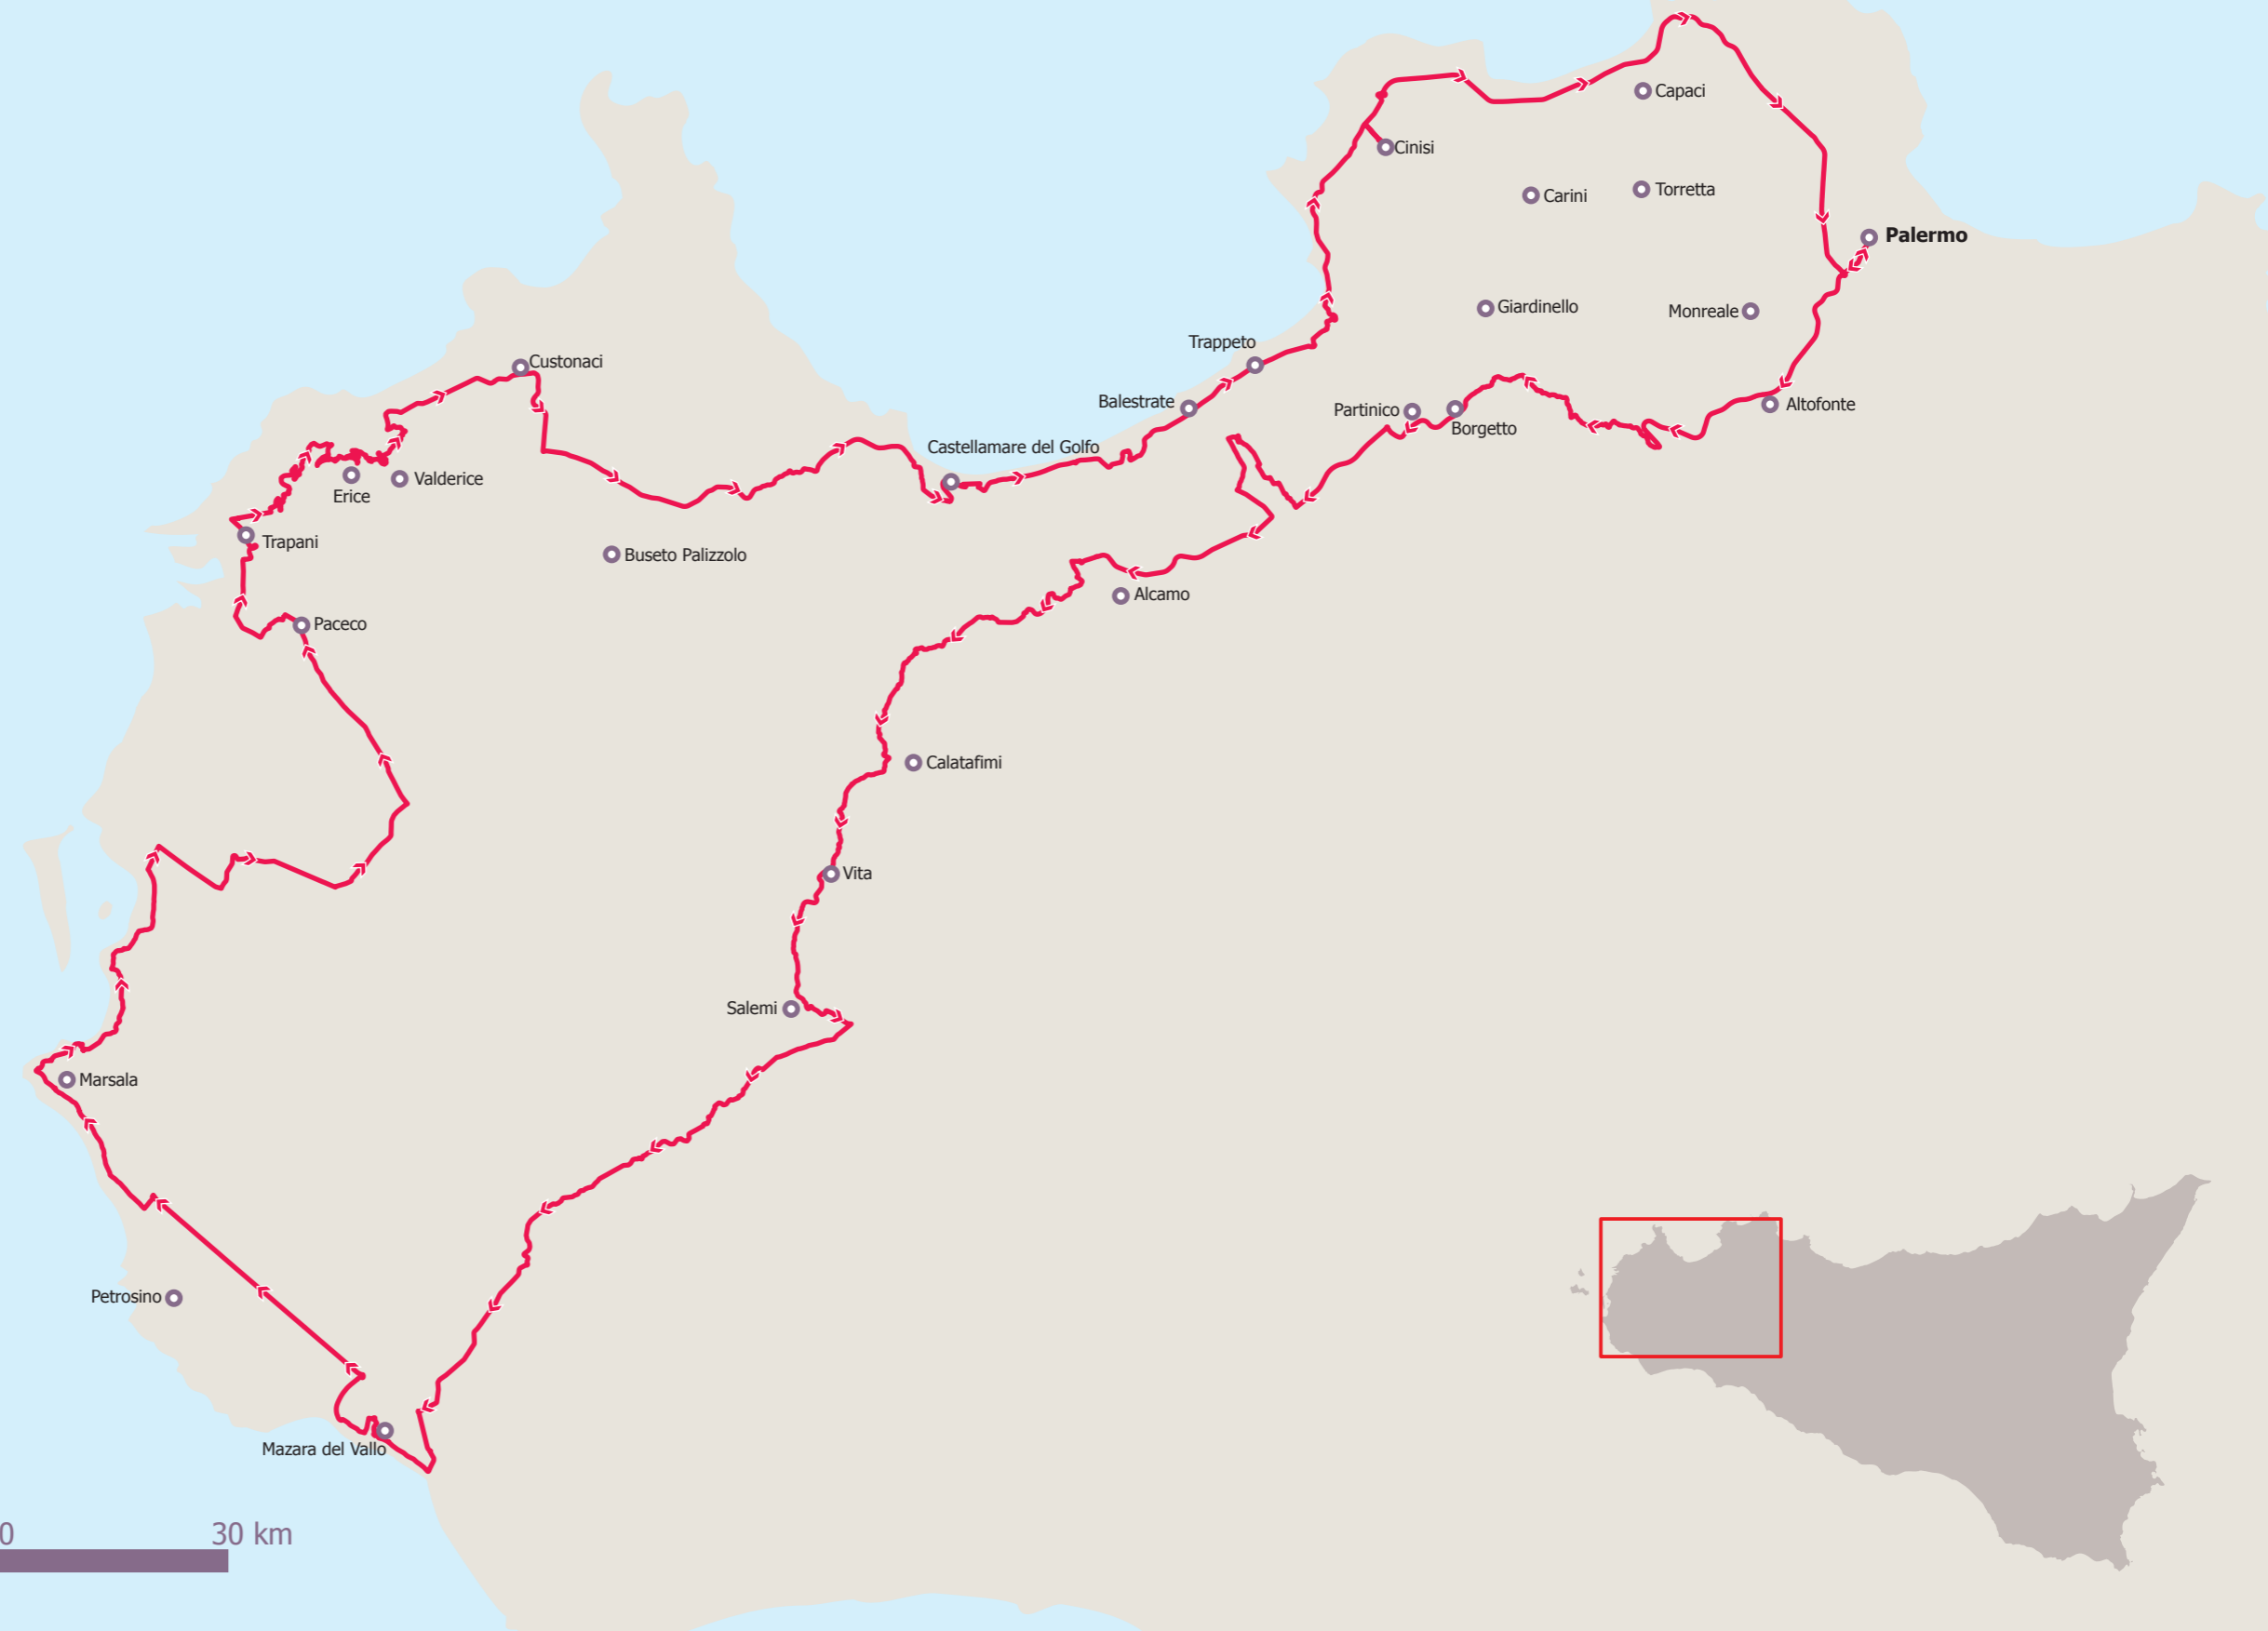 Capaci
Cinisi
Carini
Torretta
Palermo
Giardinello
Monreale
Trappeto
Custonaci
Balestrate
Partinico
Altofonte
Borgetto
Castellamare del Golfo
Valderice
Erice
Trapani
Buseto Palizzolo
Alcamo
Paceco
Calatafimi
Vita
Salemi
Marsala
Petrosino
Mazara del Vallo
0 30 km